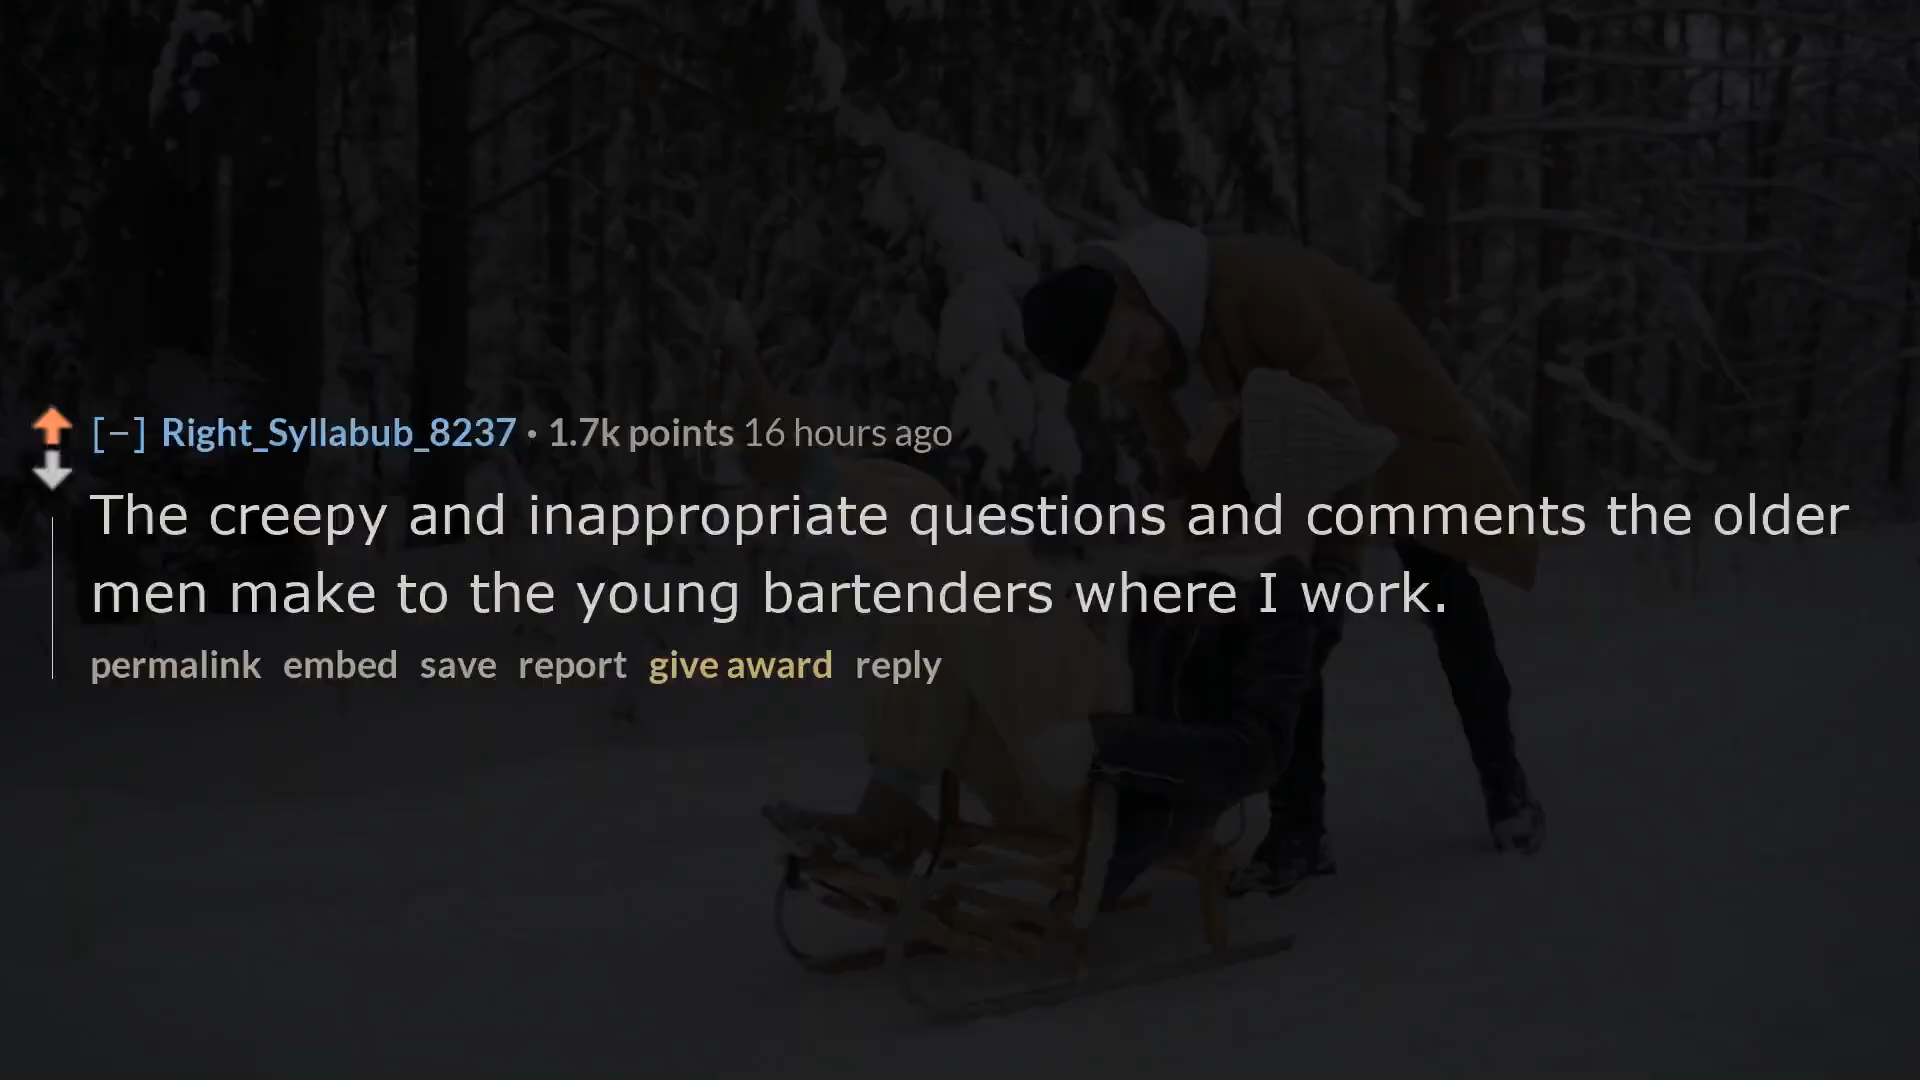 [–] Right_Syllabub_8237 · 1.7k points 16 hours ago
The creepy and inappropriate questions and comments the older
men make to the young bartenders where I work.
permalink embed save report give award reply